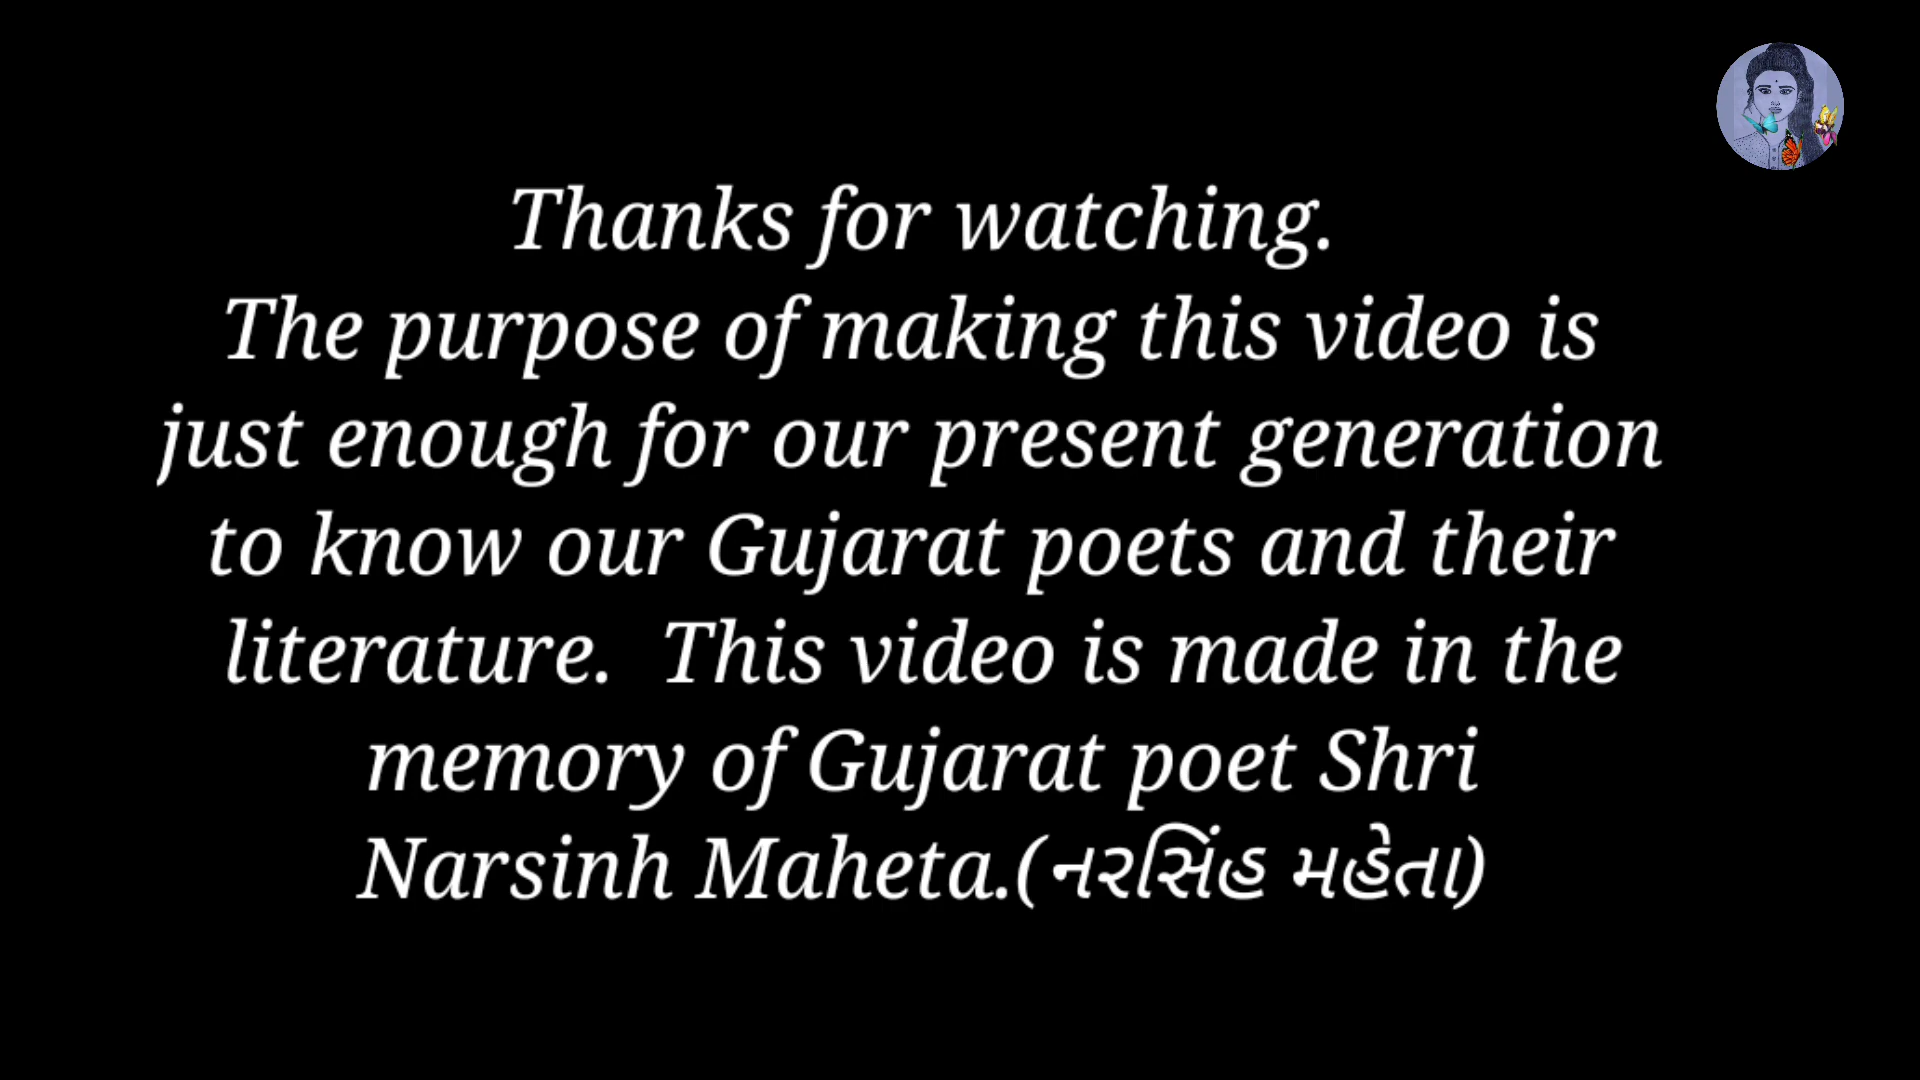 Thanks for watching.
The purpose of making this video is
just enough for our present generation
to know our Gujarat poets and their
literature.  This video is made in the
memory of Gujarat poet Shri
Narsinh Maheta.(નરસિંહ મહેતા)